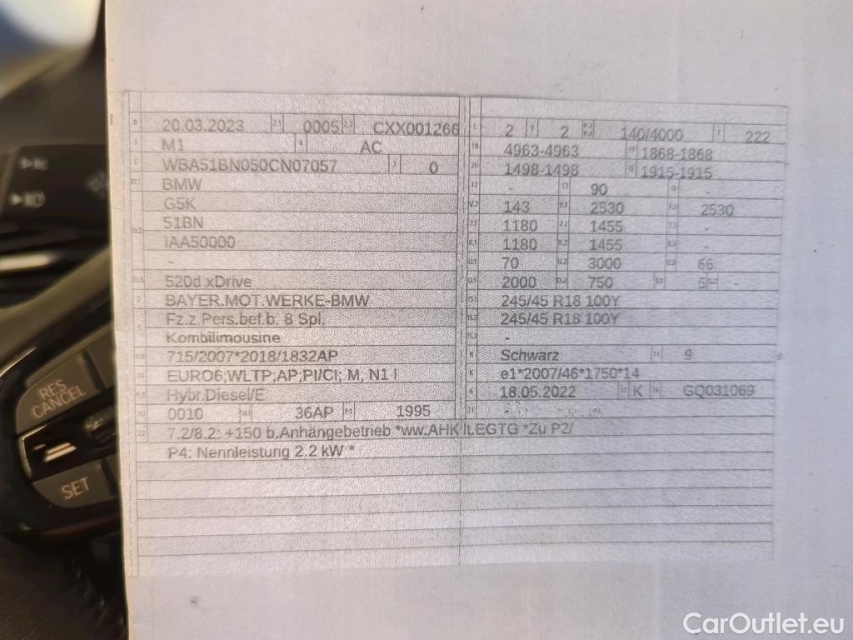 20.03.2023 0005 CXX001266 2 2 140/4000 222
M1 AC 4963-4963 1868-1868
WBA51BN050CN07057 0 1498-1498 1915-1915
BMW - 90 -
G5K 143 2530 2530
51BN 1180 1455 -
IAA50000 1180 1455 -
- 70 3000 66
520d xDrive 2000 750 5 -
BAYER.MOT.WERKE-BMW 245/45 R18 100Y
Fz.z.Pers.bef.b. 8 Spl. 245/45 R18 100Y
Kombilimousine -
715/2007*2018/1832AP Schwarz 9
EURO6;WLTP;AP;PI/CI; M, N1 I e1*2007/46*1750*14
Hybr.Diesel/E 18.05.2022 K GQ031069
0010 36AP 1995 -
7.2/8.2: +150 b.Anhängebetrieb *ww.AHK lt.EGTG *Zu P2/
P4: Nennleistung 2.2 kW *
RES
CANCEL
SET
CarOutlet.eu